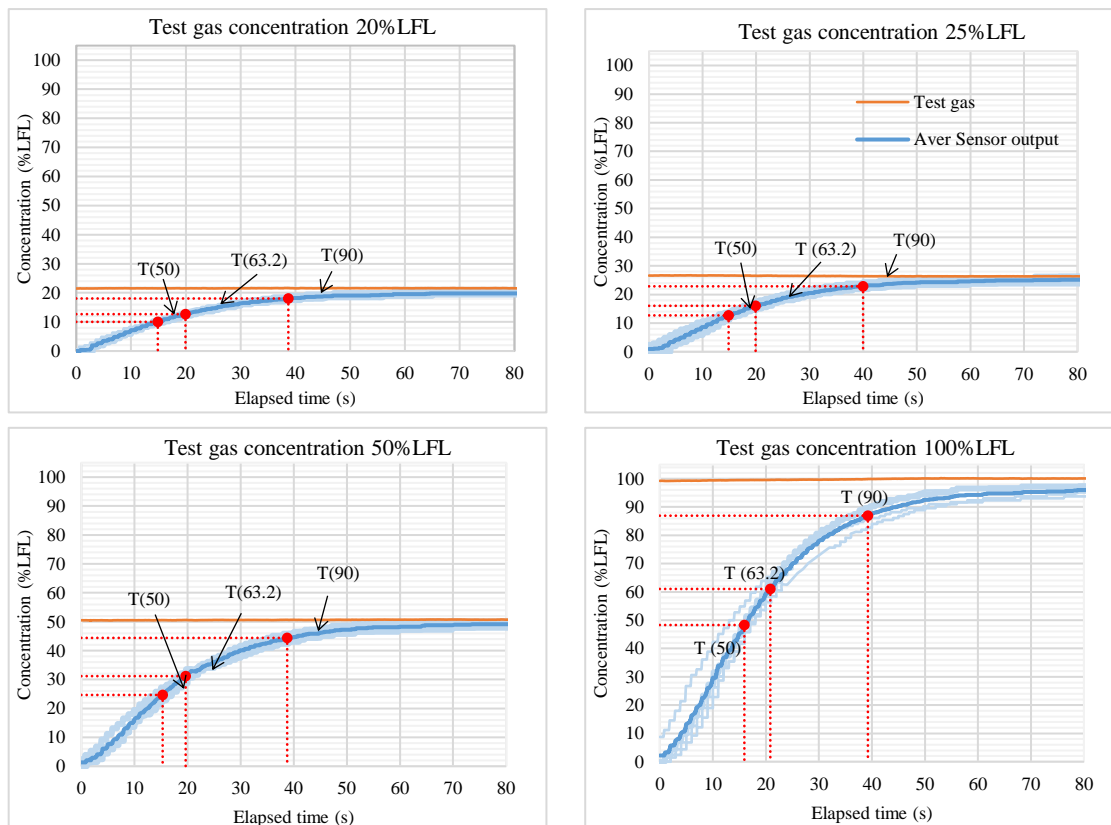 Test gas concentration 20%LFL
Concentration (%LFL)
100
90
80
70
60
50
40
30
20
10
0
T(50)
T(63.2)
T(90)
0 10 20 30 40 50 60 70 80
Elapsed time (s)
Test gas concentration 25%LFL
Concentration (%LFL)
100
90
80
70
60
50
40
30
20
10
0
Test gas
Aver Sensor output
T(50)
T (63.2)
T(90)
0 10 20 30 40 50 60 70 80
Elapsed time (s)
Test gas concentration 50%LFL
Concentration (%LFL)
100
90
80
70
60
50
40
30
20
10
0
T(50)
T(63.2)
T(90)
0 10 20 30 40 50 60 70 80
Elapsed time (s)
Test gas concentration 100%LFL
Concentration (%LFL)
100
90
80
70
60
50
40
30
20
10
0
T (90)
T (63.2)
T (50)
0 10 20 30 40 50 60 70 80
Elapsed time (s)